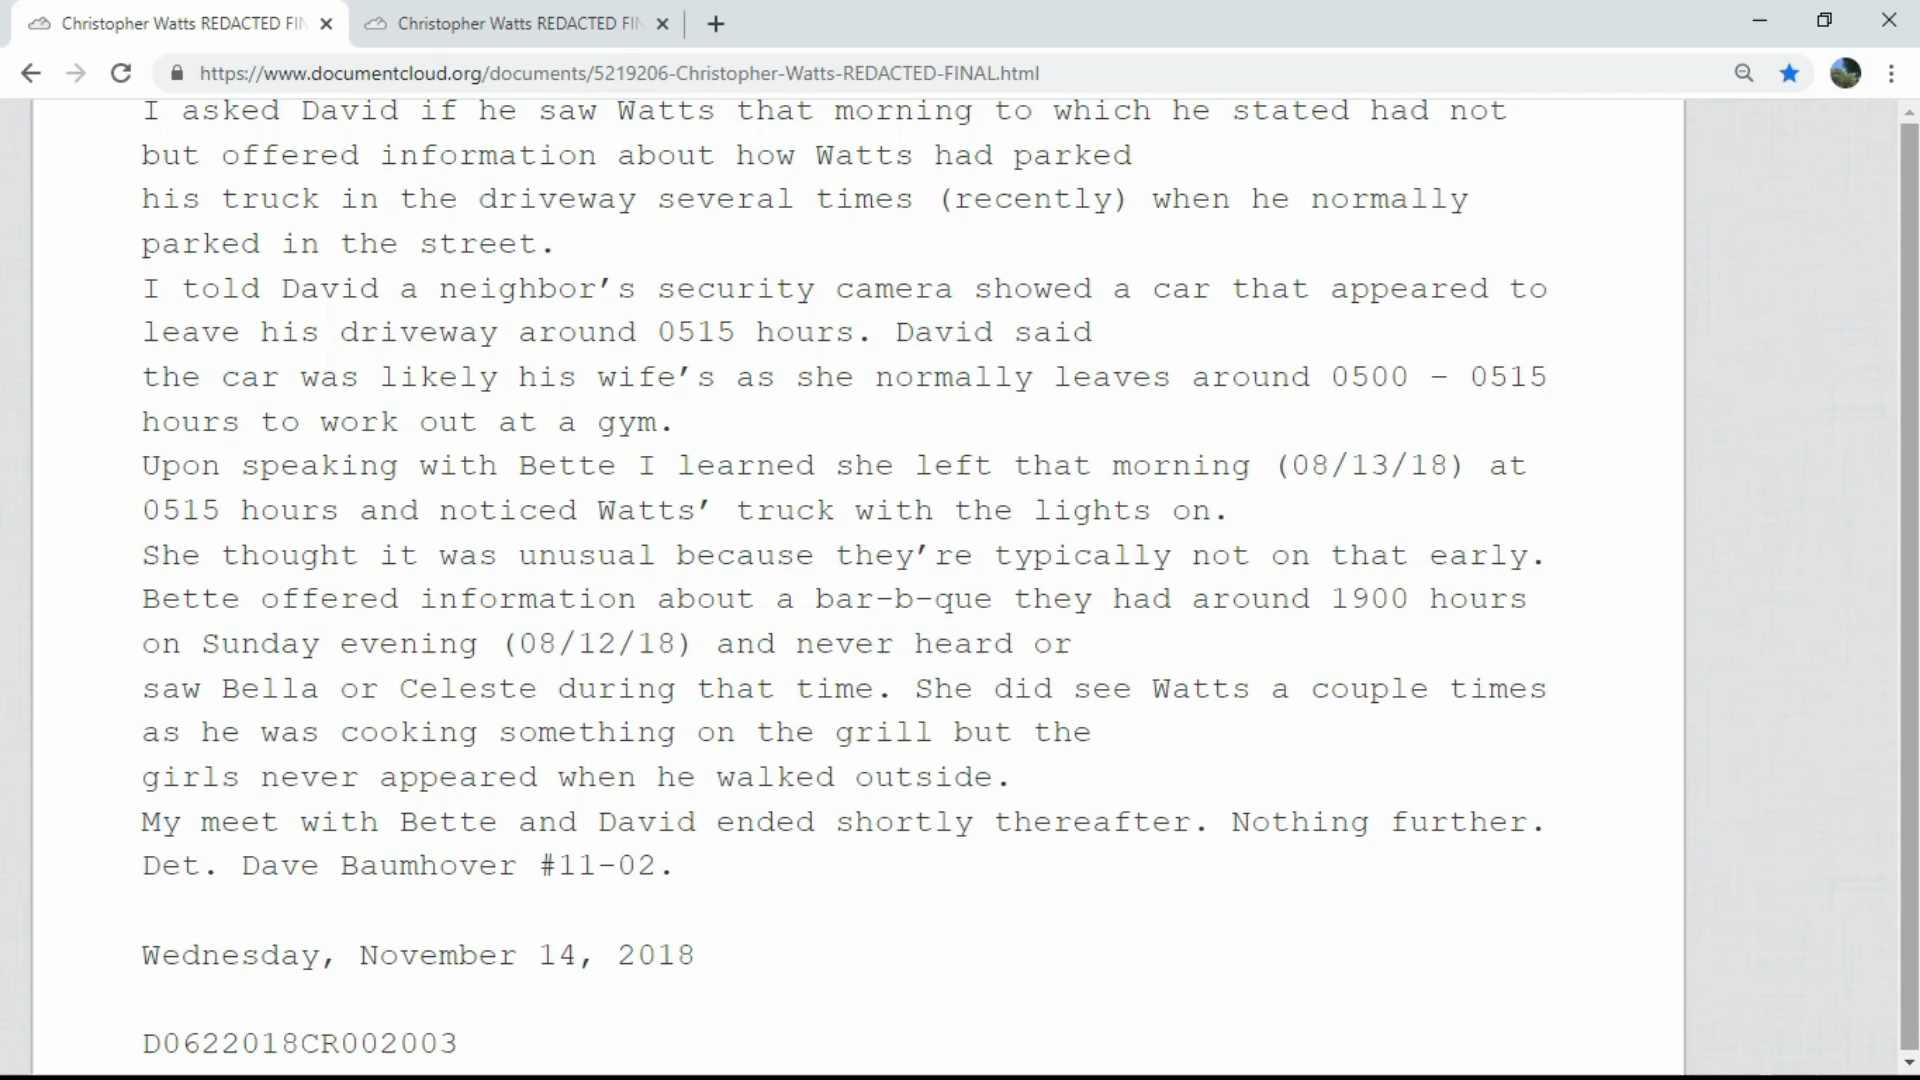 Christopher Watts REDACTED FIN
Christopher Watts REDACTED FIN
https://www.documentcloud.org/documents/5219206-Christopher-Watts-REDACTED-FINAL.html
I asked David if he saw Watts that morning to which he stated had not
but offered information about how Watts had parked
his truck in the driveway several times (recently) when he normally
parked in the street.
I told David a neighbor’s security camera showed a car that appeared to
leave his driveway around 0515 hours. David said
the car was likely his wife’s as she normally leaves around 0500 – 0515
hours to work out at a gym.
Upon speaking with Bette I learned she left that morning (08/13/18) at
0515 hours and noticed Watts’ truck with the lights on.
She thought it was unusual because they’re typically not on that early.
Bette offered information about a bar-b-que they had around 1900 hours
on Sunday evening (08/12/18) and never heard or
saw Bella or Celeste during that time. She did see Watts a couple times
as he was cooking something on the grill but the
girls never appeared when he walked outside.
My meet with Bette and David ended shortly thereafter. Nothing further.
Det. Dave Baumhover #11-02.
Wednesday, November 14, 2018
D0622018CR002003